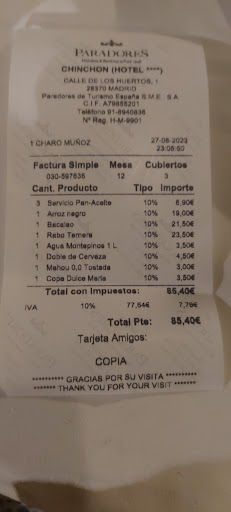 PARADORES
CHINCHON (HOTEL ****)
CALLE DE LOS HUERTOS, 1
28370 MADRID
Paradores de Turismo España S.M.E., S.A.
C.I.F. A79855201
Teléfono 91-8940836
Nº Reg. H-M-9901
1 CHARO MUÑOZ 27-06-2023
23:05:50
Factura Simple Mesa Cubiertos
030-597636 12 3
Cant. Producto Tipo Importe
3 Servicio Pan-Aceite 10% 6,90€
1 Arroz negro 10% 19,00€
1 Bacalao 10% 21,50€
1 Rabo Ternera 10% 23,50€
1 Agua Montepinos 1 L 10% 3,50€
1 Doble de Cerveza 10% 4,50€
1 Mahou 0,0 Tostada 10% 3,00€
1 Copa Dulce María 10% 3,50€
Total con Impuestos: 85,40€
IVA 10% 77,64€ 7,76€
Total Pte: 85,40€
Tarjeta Amigos:
COPIA
********** GRACIAS POR SU VISITA **********
******* THANK YOU FOR YOUR VISIT *******